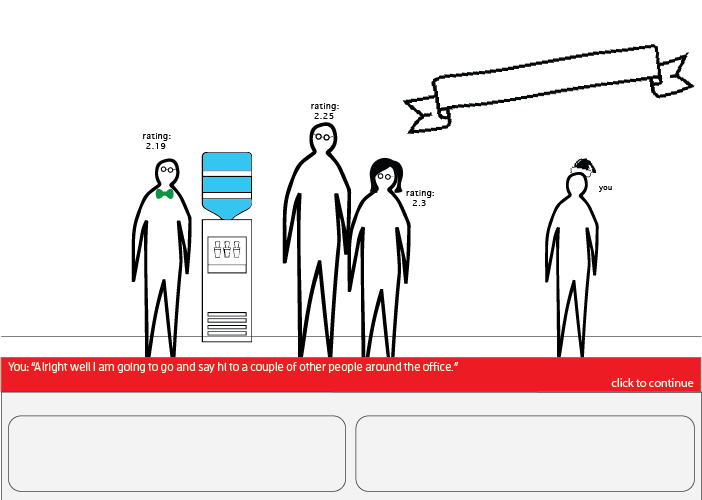 rating:
2.25
rating:
2.19
rating:
2.3
you
You: “Alright well I am going to go and say hi to a couple of other people around the office.”
click to continue